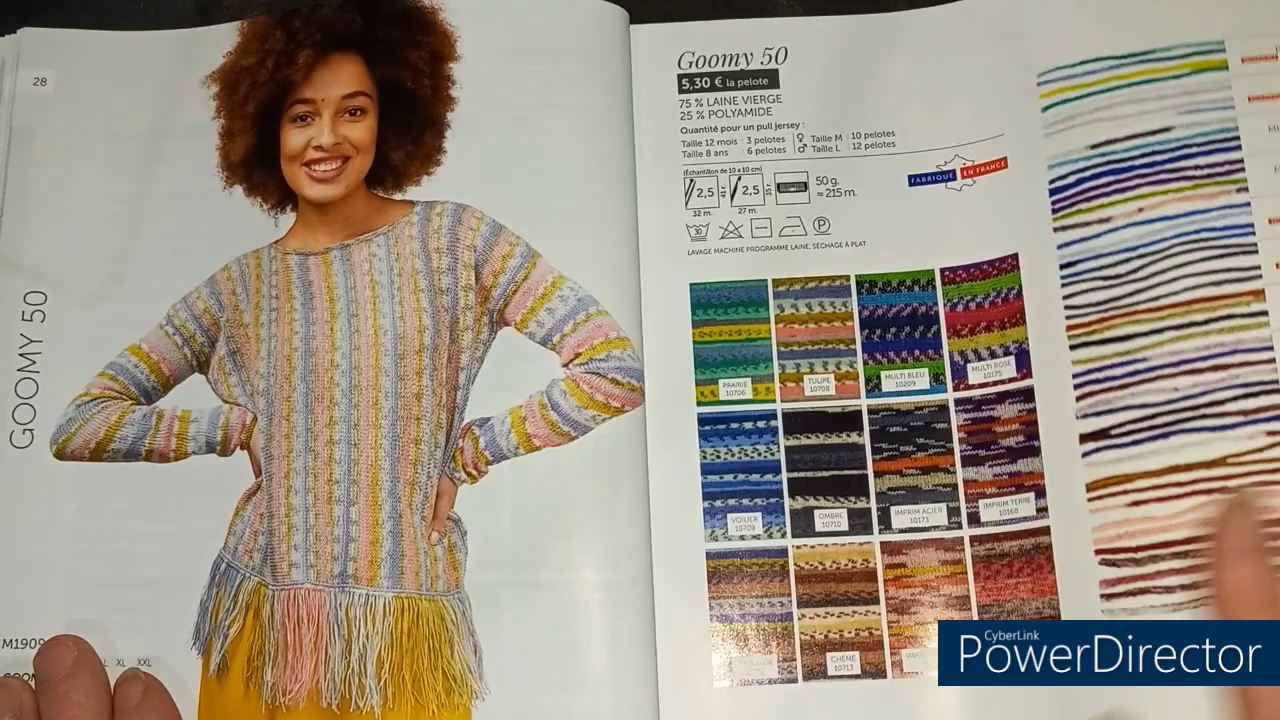 28
GOOMY 50
M1909
L XL XXL
Goomy 50
5,30 € la pelote
75 % LAINE VIERGE
25 % POLYAMIDE
Quantité pour un pull jersey :
Taille 12 mois : 3 pelotes
Taille 8 ans : 6 pelotes
♀ Taille M : 10 pelotes
♂ Taille L : 12 pelotes
(Échantillon de 10 x 10 cm)
2,5
32 m.
2,5
27 m.
50 g.
≈ 215 m.
FABRIQUÉ EN FRANCE
30
P
LAVAGE MACHINE PROGRAMME LAINE, SÉCHAGE À PLAT
PRAIRIE
10706
TULIPE
10708
MULTI BLEU
10209
MULTI ROSE
10175
VOILIER
10709
OMBRE
10710
IMPRIM ACIER
10173
IMPRIM TERRE
10168
CHÊNE
10713
CyberLink
PowerDirector